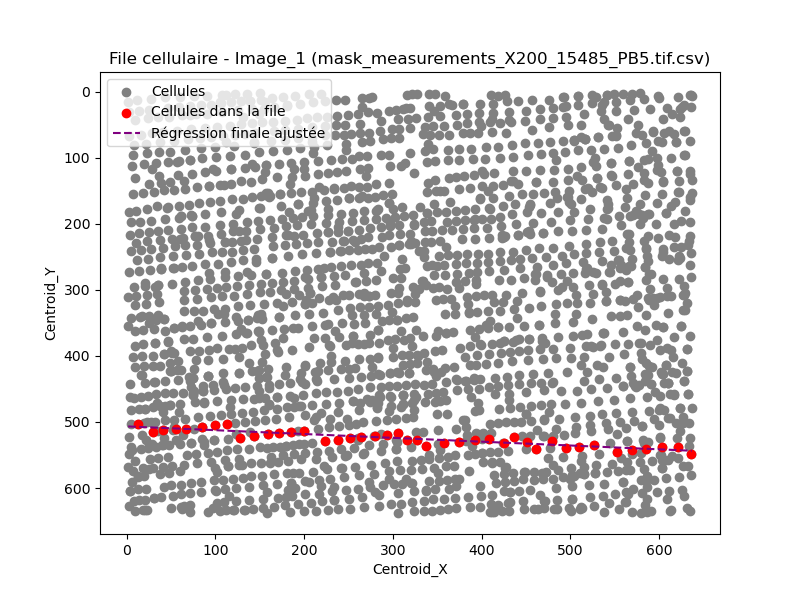 File cellulaire - Image_1 (mask_measurements_X200_15485_PB5.tif.csv)
Cellules
Cellules dans la file
Régression finale ajustée
0
100
200
300
400
500
600
Centroid_Y
0 100 200 300 400 500 600
Centroid_X